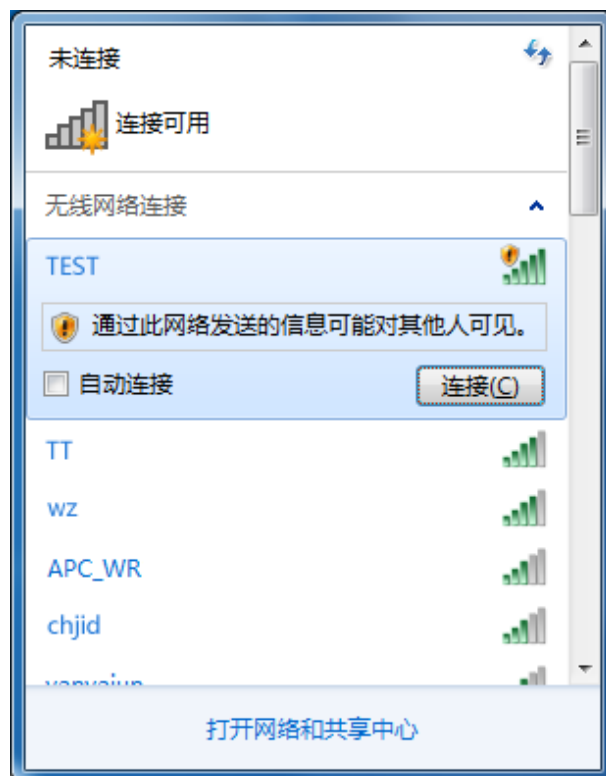 未连接
连接可用
无线网络连接
TEST
通过此网络发送的信息可能对其他人可见。
自动连接
连接(C)
TT
wz
APC_WR
chjid
打开网络和共享中心